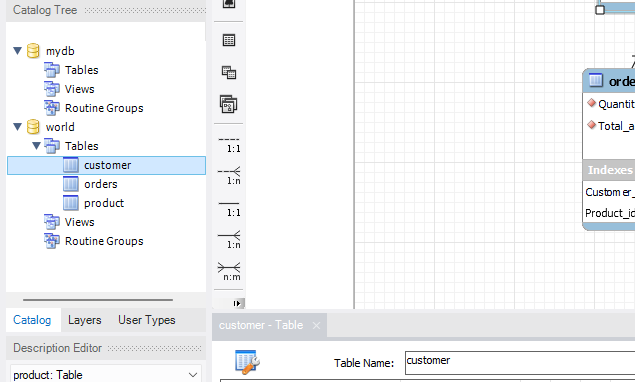 Catalog Tree
mydb
Tables
Views
Routine Groups
world
Tables
customer
orders
product
Views
Routine Groups
Catalog
Layers
User Types
Description Editor
product: Table
1:1
1:n
1:1
1:n
n:m
orde
Quantit
Total_a
Indexes
Customer_
Product_id
customer - Table
Table Name:
customer